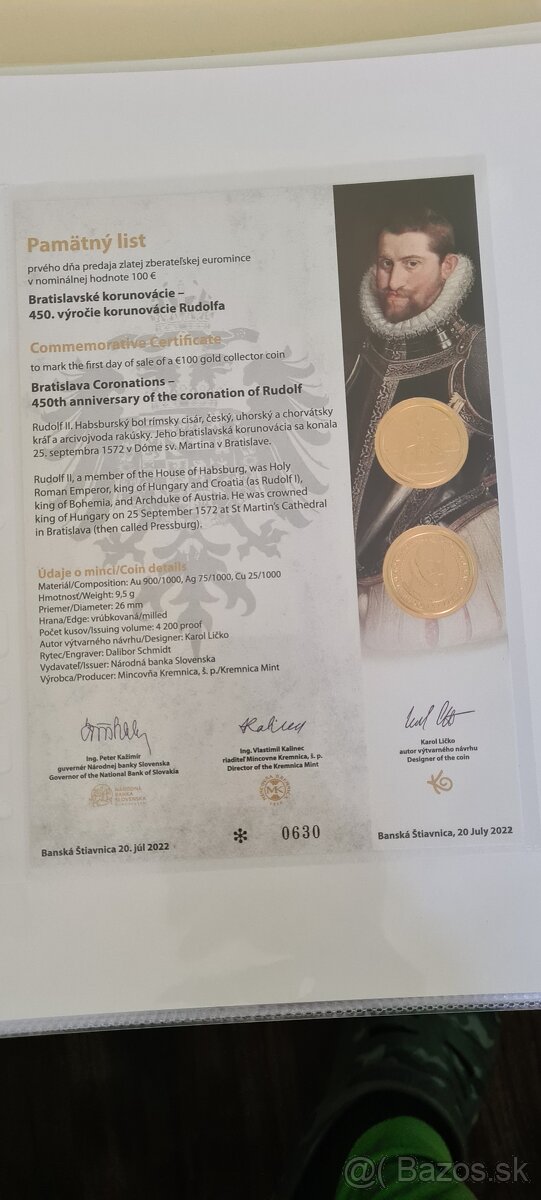 Pamätný list
prvého dňa predaja zlatej zberateľskej euromince
v nominálnej hodnote 100 €
Bratislavské korunovácie –
450. výročie korunovácie Rudolfa
Commemorative Certificate
to mark the first day of sale of a €100 gold collector coin
Bratislava Coronations –
450th anniversary of the coronation of Rudolf
Rudolf II. Habsburský bol rímsky cisár, český, uhorský a chorvátsky
kráľ a arcivojvoda rakúsky. Jeho bratislavská korunovácia sa konala
25. septembra 1572 v Dóme sv. Martina v Bratislave.
Rudolf II, a member of the House of Habsburg, was Holy
Roman Emperor, king of Hungary and Croatia (as Rudolf I),
king of Bohemia, and Archduke of Austria. He was crowned
king of Hungary on 25 September 1572 at St Martin's Cathedral
in Bratislava (then called Pressburg).
Údaje o minci/Coin details
Materiál/Composition: Au 900/1000, Ag 75/1000, Cu 25/1000
Hmotnosť/Weight: 9,5 g
Priemer/Diameter: 26 mm
Hrana/Edge: vrúbkovaná/milled
Počet kusov/Issuing volume: 4 200 proof
Autor výtvarného návrhu/Designer: Karol Ličko
Rytec/Engraver: Dalibor Schmidt
Vydavateľ/Issuer: Národná banka Slovenska
Výrobca/Producer: Mincovňa Kremnica, š. p./Kremnica Mint
Ing. Peter Kažimír
guvernér Národnej banky Slovenska
Governor of the National Bank of Slovakia
NÁRODNÁ
BANKA
SLOVENSKA
Ing. Vlastimil Kalinec
riaditeľ Mincovne Kremnica, š. p.
Director of the Kremnica Mint
MK
Karol Ličko
autor výtvarného návrhu
Designer of the coin
Banská Štiavnica 20. júl 2022
* 0630
Banská Štiavnica, 20 July 2022
@( Bazos.sk